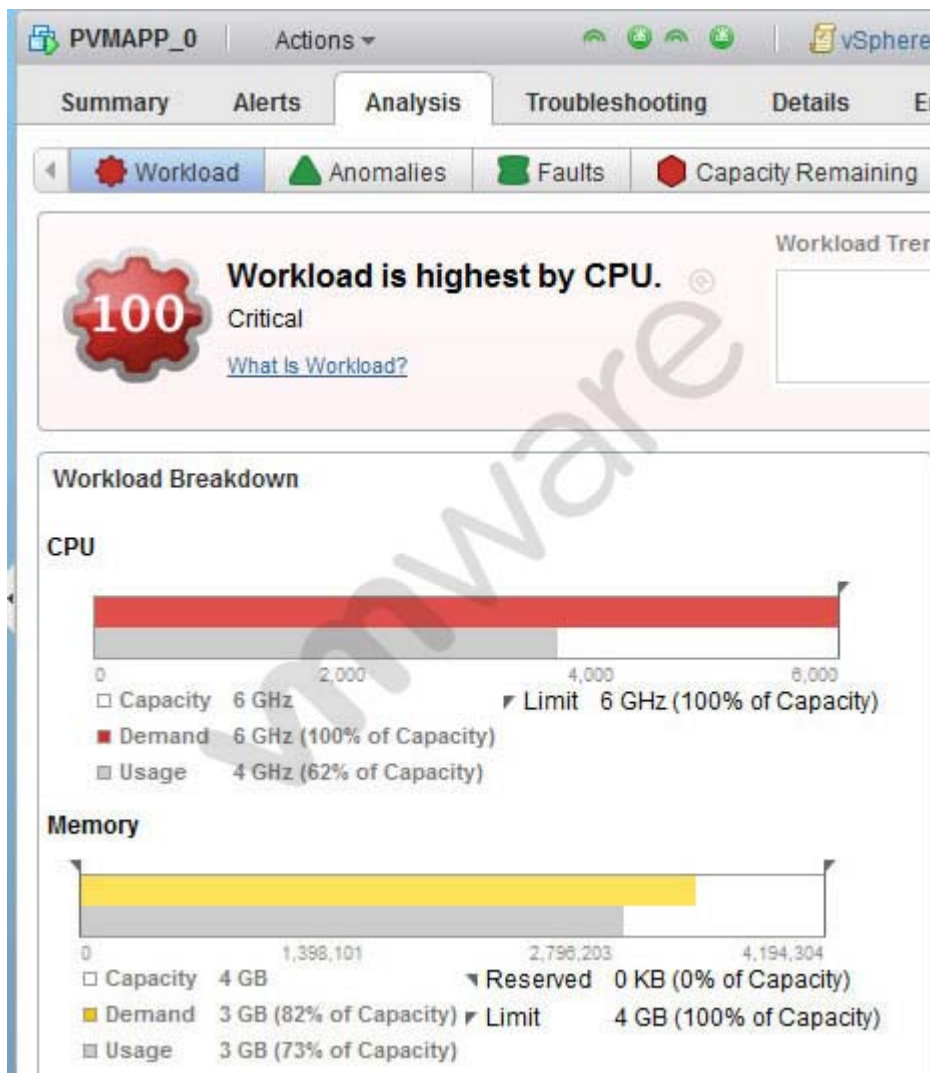 PVMAPP_0 Actions vSphere
Summary Alerts Analysis Troubleshooting Details
Workload Anomalies Faults Capacity Remaining
Workload Tren
100 Workload is highest by CPU.
Critical
What Is Workload?
vmware®
Workload Breakdown
CPU
0 2,000 4,000 6,000
Capacity 6 GHz Limit 6 GHz (100% of Capacity)
Demand 6 GHz (100% of Capacity)
Usage 4 GHz (62% of Capacity)
Memory
0 1,398,101 2,796,203 4,194,304
Capacity 4 GB Reserved 0 KB (0% of Capacity)
Demand 3 GB (82% of Capacity) Limit 4 GB (100% of Capacity)
Usage 3 GB (73% of Capacity)